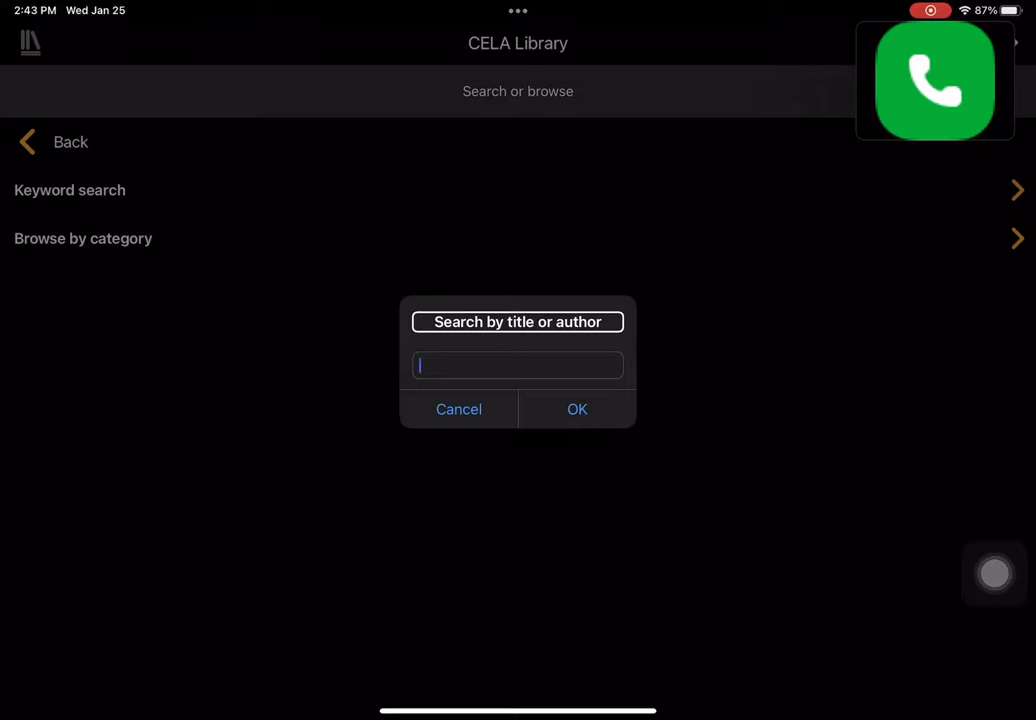 2:43 PM Wed Jan 25
87%
CELA Library
Search or browse
Back
Keyword search
Browse by category
Search by title or author
Cancel
OK